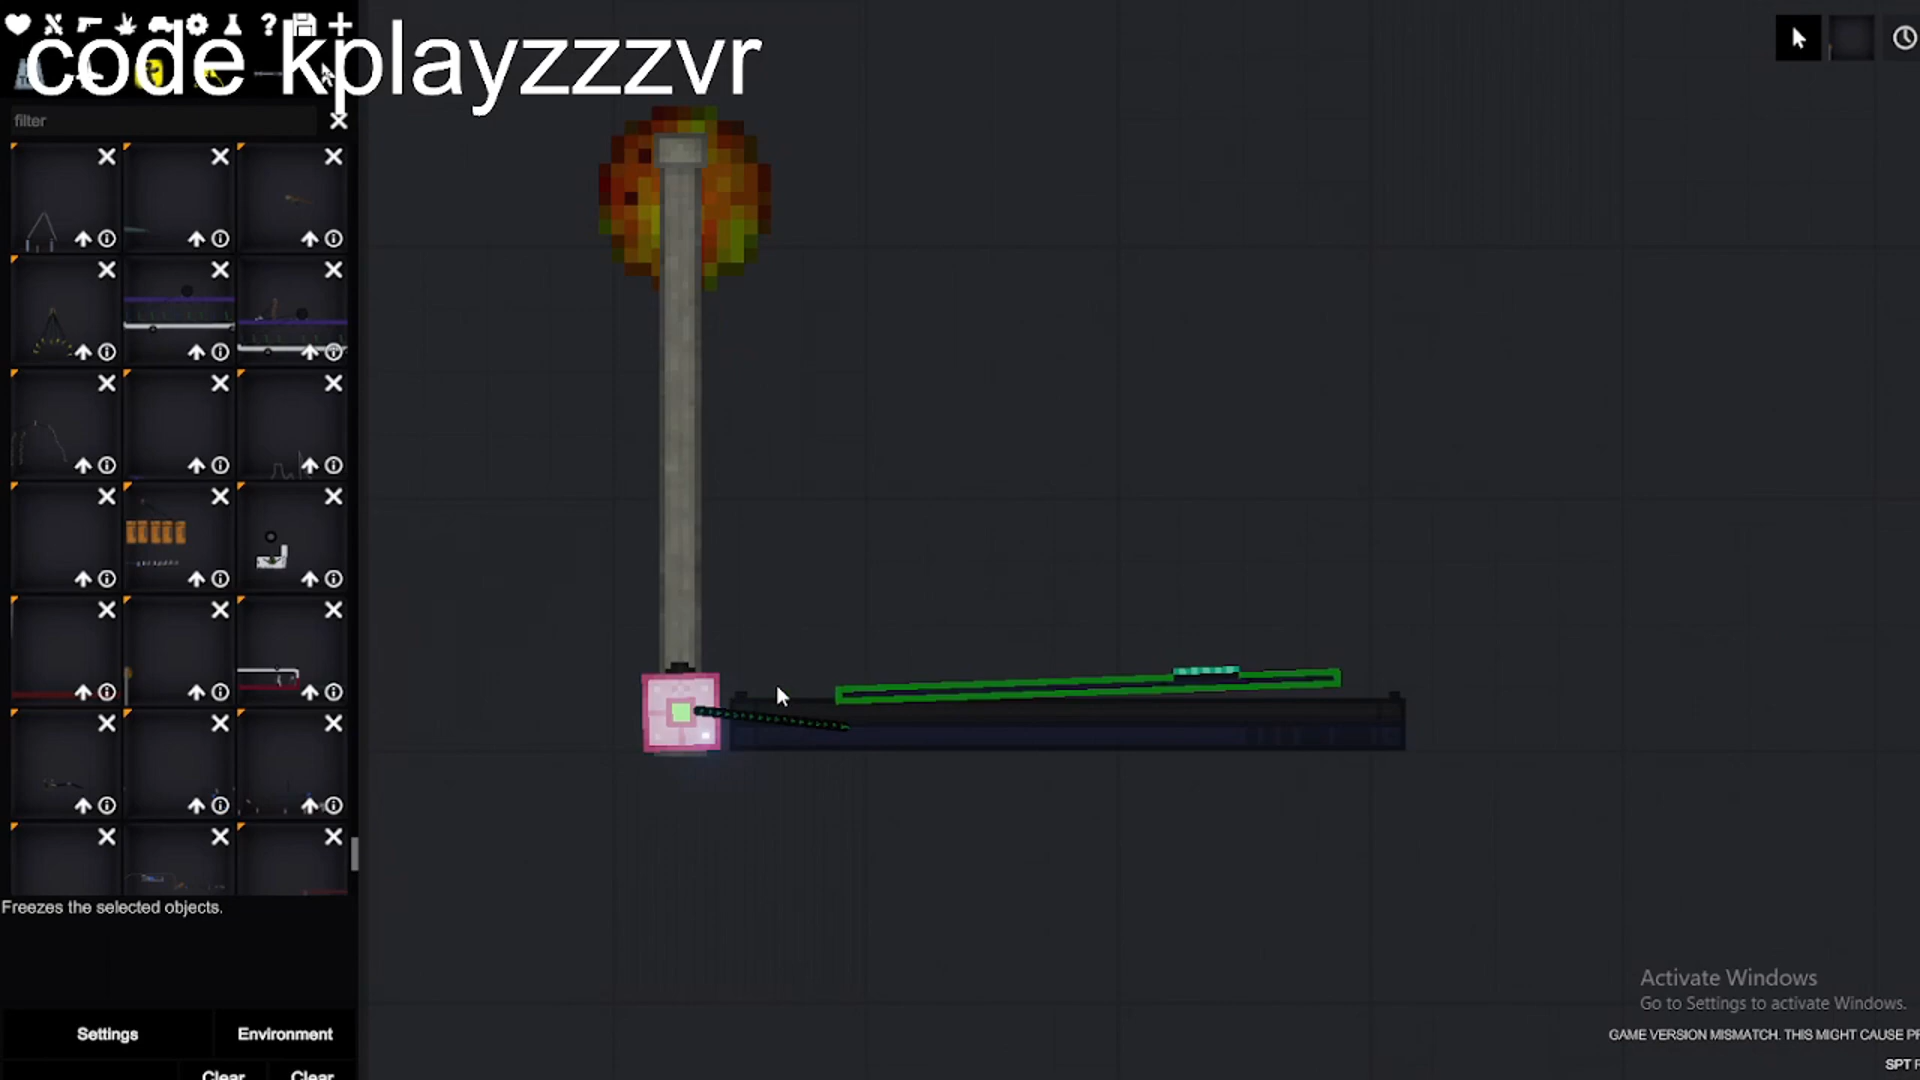 code kplayzzzvr
filter
Freezes the selected objects.
Settings
Environment
Clear
Clear
Activate Windows
Go to Settings to activate Windows.
GAME VERSION MISMATCH. THIS MIGHT CAUSE
SPT